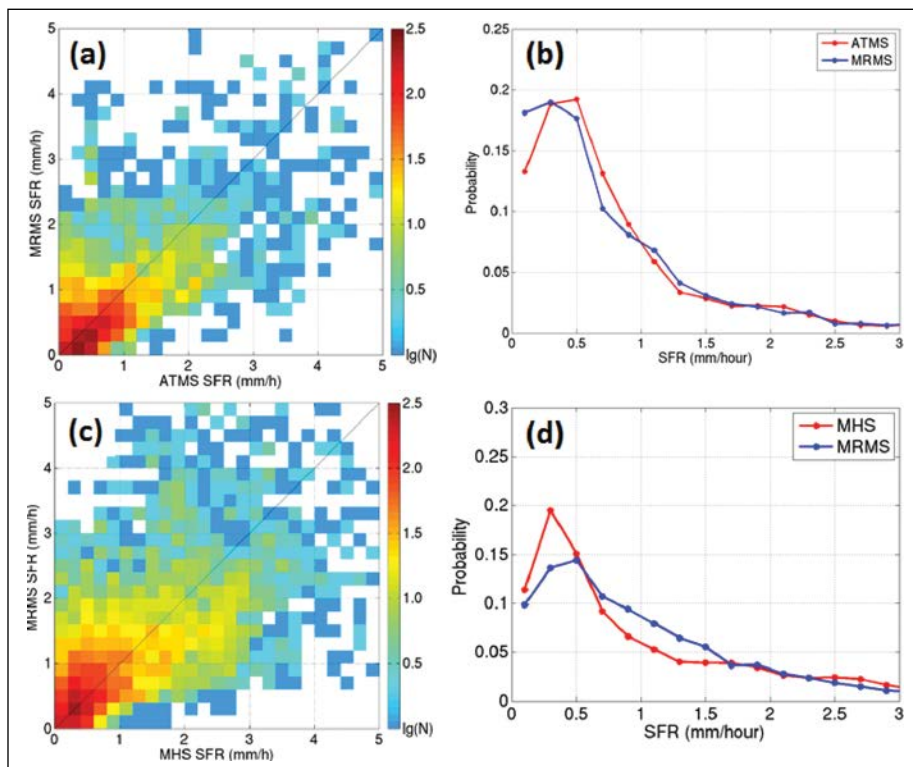 (a)
5
4
3
2
1
0
MRMS SFR (mm/h)
0 1 2 3 4 5
ATMS SFR (mm/h)
2.5
2.0
1.5
1.0
0.5
lg(N)
(b)
ATMS
MRMS
0.25
0.2
0.15
0.1
0.05
0
Probability
0 0.5 1 1.5 2 2.5 3
SFR (mm/hour)
(c)
5
4
3
2
1
0
MRMS SFR (mm/h)
0 1 2 3 4 5
MHS SFR (mm/h)
2.5
2.0
1.5
1.0
0.5
lg(N)
(d)
MHS
MRMS
0.3
0.25
0.2
0.15
0.1
0.05
0
Probability
0 0.5 1 1.5 2 2.5 3
SFR (mm/hour)